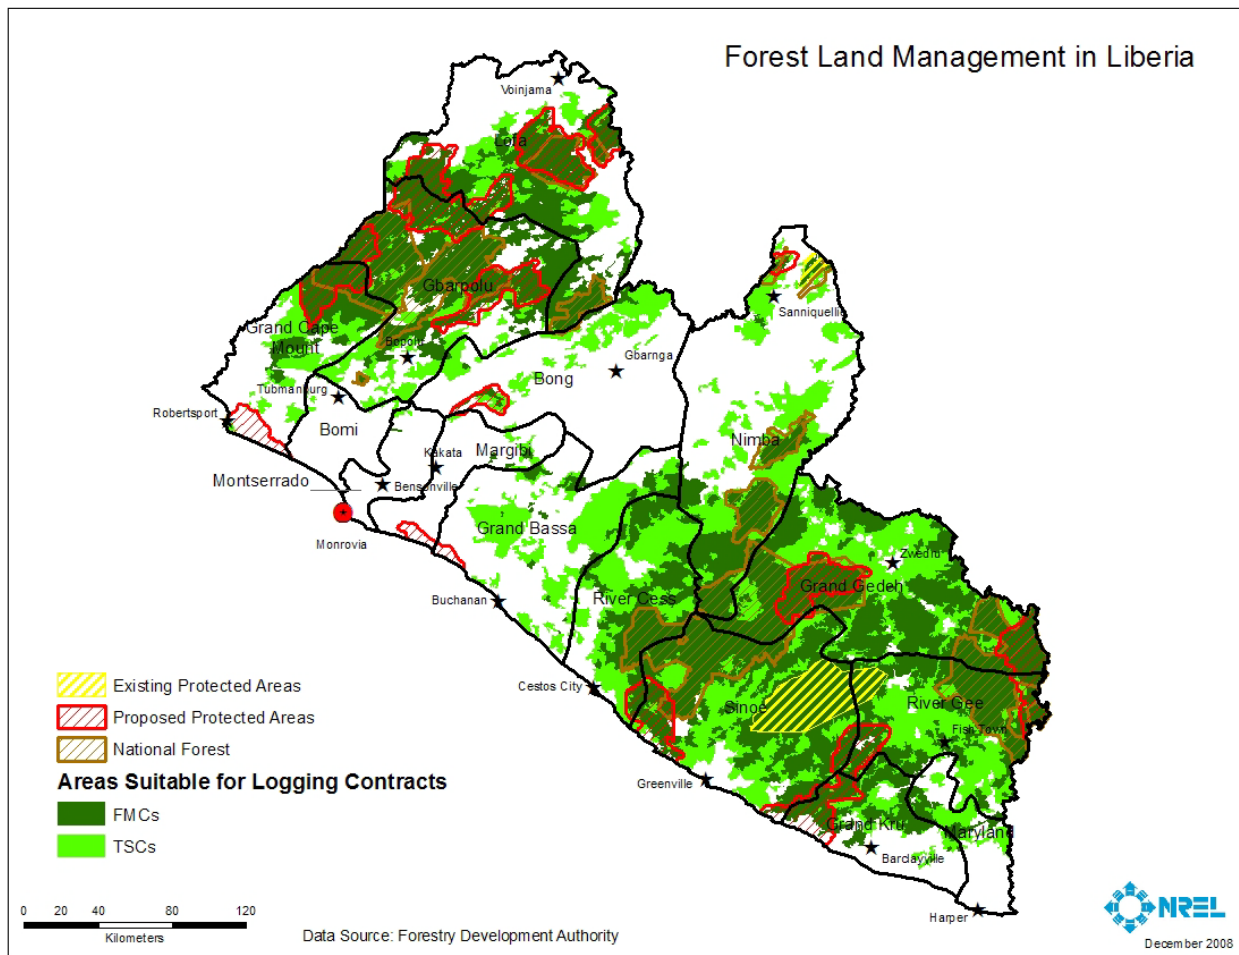 Forest Land Management in Liberia
Voinjama
Lofa
Gbarpolu
Sanniquellie
Grand Cape
Mount
Bopolu
Gbarnga
Bong
Tubmanburg
Robertsport
Bomi
Nimba
Kakata
Margibi
Montserrado
Bensonville
Grand Bassa
Monrovia
Zwedru
Grand Gedeh
River Cess
Buchanan
Cestos City
Sinoe
River Gee
Fish Town
Greenville
Grand Kru
Maryland
Barclayville
Harper
Existing Protected Areas
Proposed Protected Areas
National Forest
Areas Suitable for Logging Contracts
FMCs
TSCs
0 20 40 80 120
Kilometers
Data Source: Forestry Development Authority
NREL
December 2008